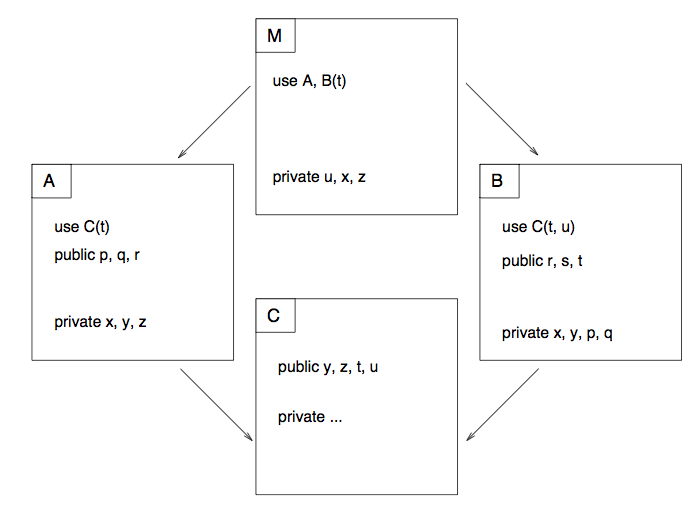 M
use A, B(t)
private u, x, z
A
use C(t)
public p, q, r
private x, y, z
B
use C(t, u)
public r, s, t
private x, y, p, q
C
public y, z, t, u
private ...